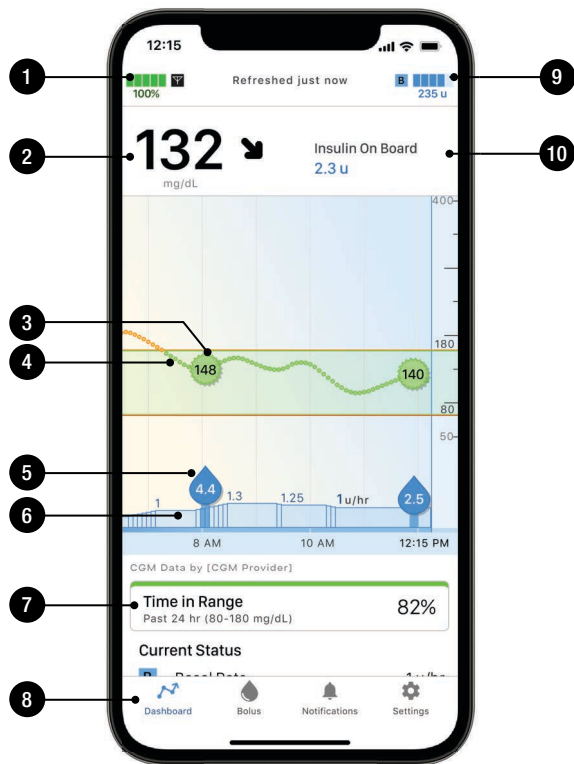 12:15
1
100%
Refreshed just now
B
235 u
9
2
132
mg/dL
Insulin On Board
2.3 u
10
400
3
180
4
148
140
80
50
5
4.4
2.5
6
1
1.3
1.25
1 u/hr
8 AM
10 AM
12:15 PM
CGM Data by [CGM Provider]
7
Time in Range
Past 24 hr (80-180 mg/dL)
82%
Current Status
B Basal Rate 1 u/hr
8
Dashboard
Bolus
Notifications
Settings